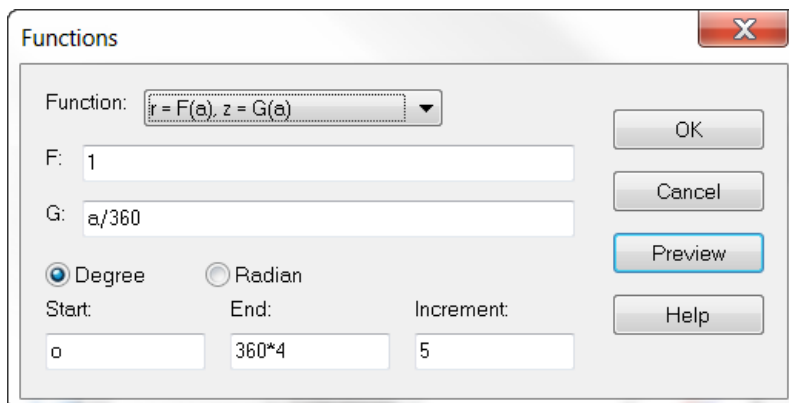 Functions
Function: r = F(a), z = G(a)
F: 1
G: a/360
Degree Radian
Start: End: Increment:
o 360*4 5
OK
Cancel
Preview
Help